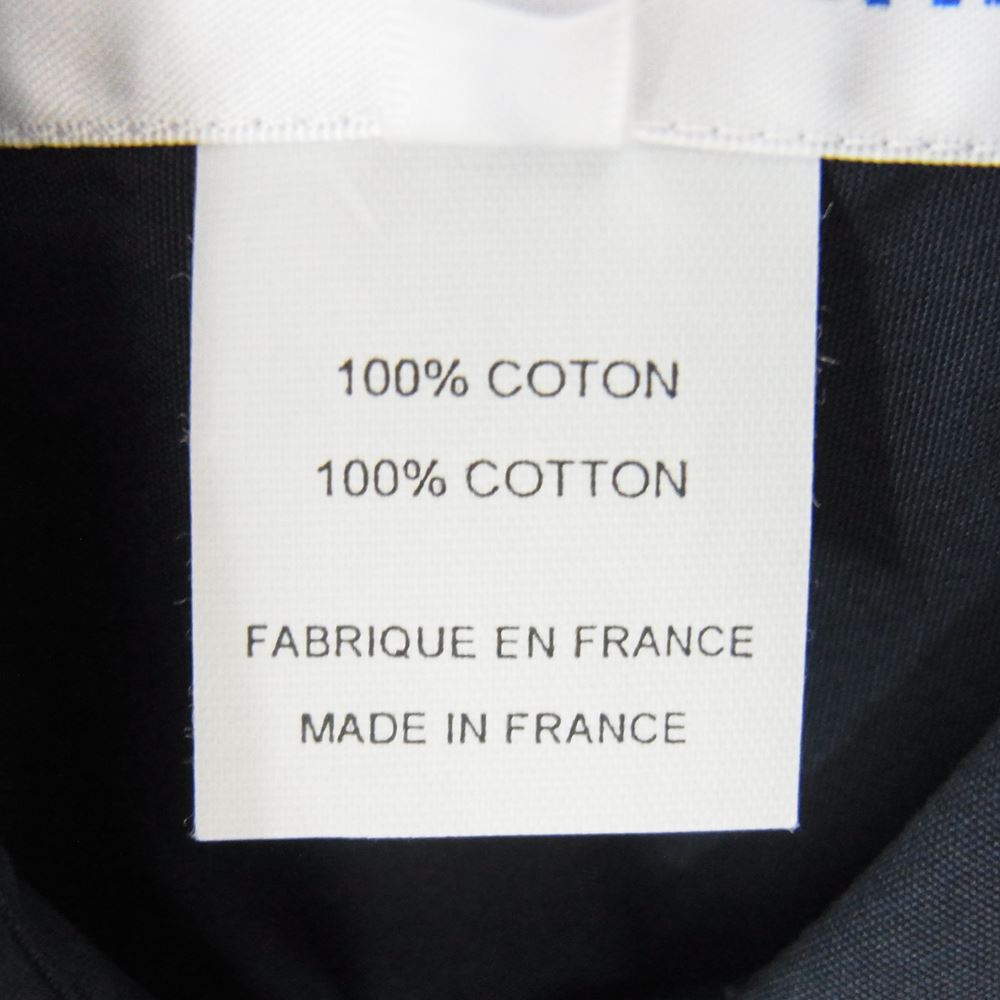 100% COTON
100% COTTON
FABRIQUE EN FRANCE
MADE IN FRANCE